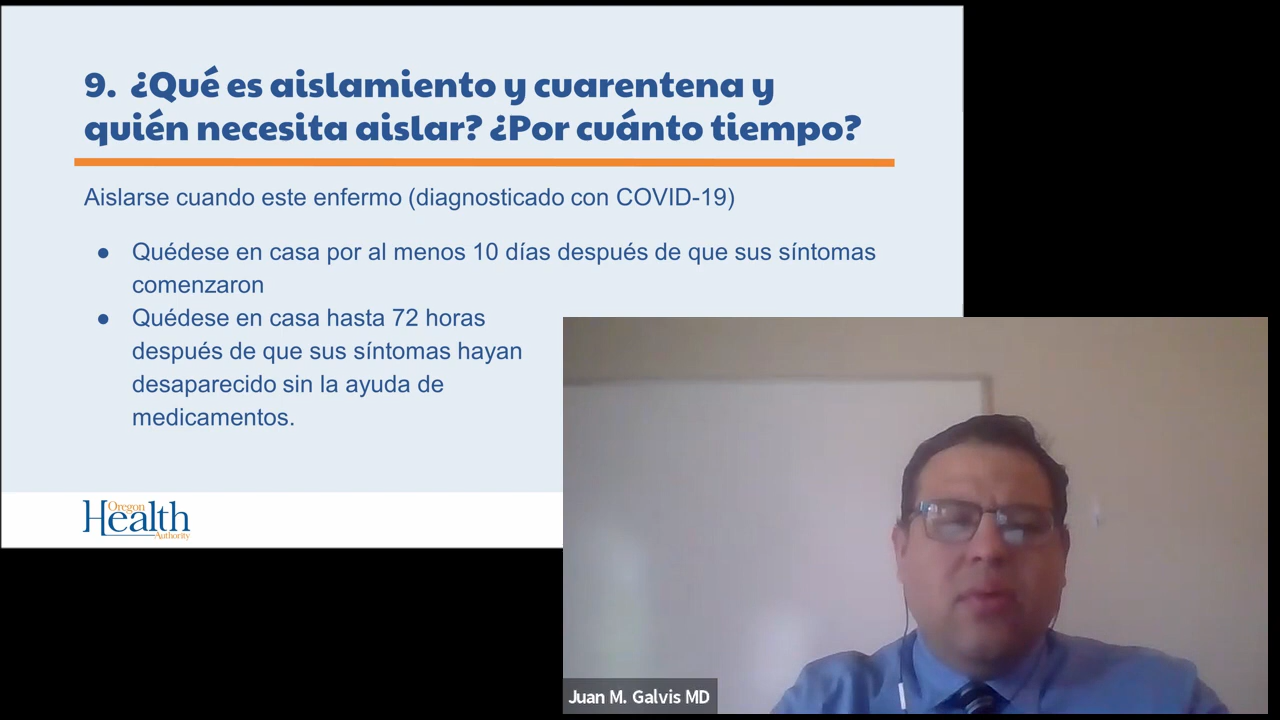 9. ¿Qué es aislamiento y cuarentena y
quién necesita aislar? ¿Por cuánto tiempo?
Aislarse cuando este enfermo (diagnosticado con COVID-19)
● Quédese en casa por al menos 10 días después de que sus síntomas
comenzaron
● Quédese en casa hasta 72 horas
después de que sus síntomas hayan
desaparecido sin la ayuda de
medicamentos.
Oregon
Health
Authority
Juan M. Galvis MD